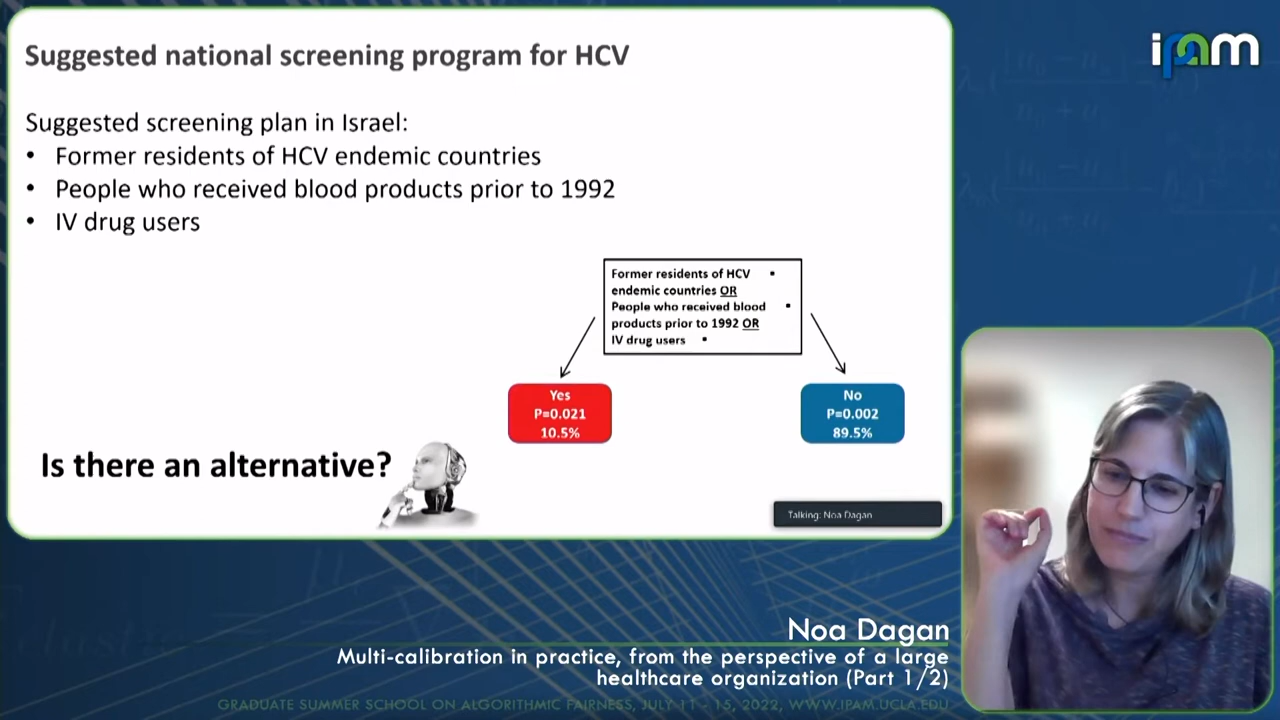 Suggested national screening program for HCV
ipam
Suggested screening plan in Israel:
• Former residents of HCV endemic countries
• People who received blood products prior to 1992
• IV drug users
Former residents of HCV •
endemic countries OR
People who received blood •
products prior to 1992 OR
IV drug users •
Yes
P=0.021
10.5%
No
P=0.002
89.5%
Is there an alternative?
Talking: Noa Dagan
Noa Dagan
Multi-calibration in practice, from the perspective of a large
healthcare organization (Part 1/2)
GRADUATE SUMMER SCHOOL ON ALGORITHMIC FAIRNESS, JULY 11 - 15, 2022, WWW.IPAM.UCLA.EDU